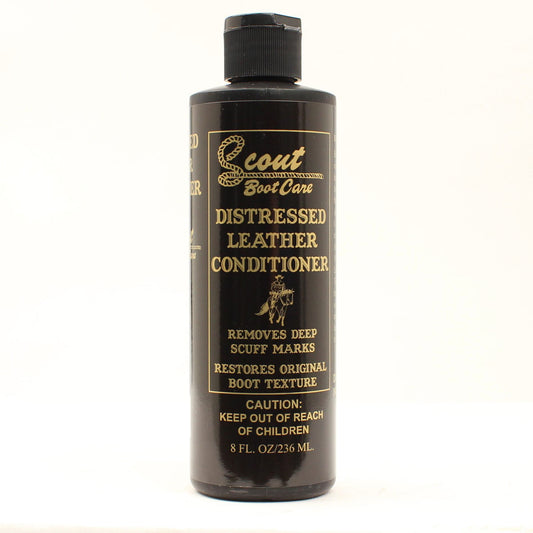 Scout
Boot Care
DISTRESSED
LEATHER
CONDITIONER
REMOVES DEEP
SCUFF MARKS
RESTORES ORIGINAL
BOOT TEXTURE
CAUTION:
KEEP OUT OF REACH
OF CHILDREN
8 FL. OZ/236 ML.